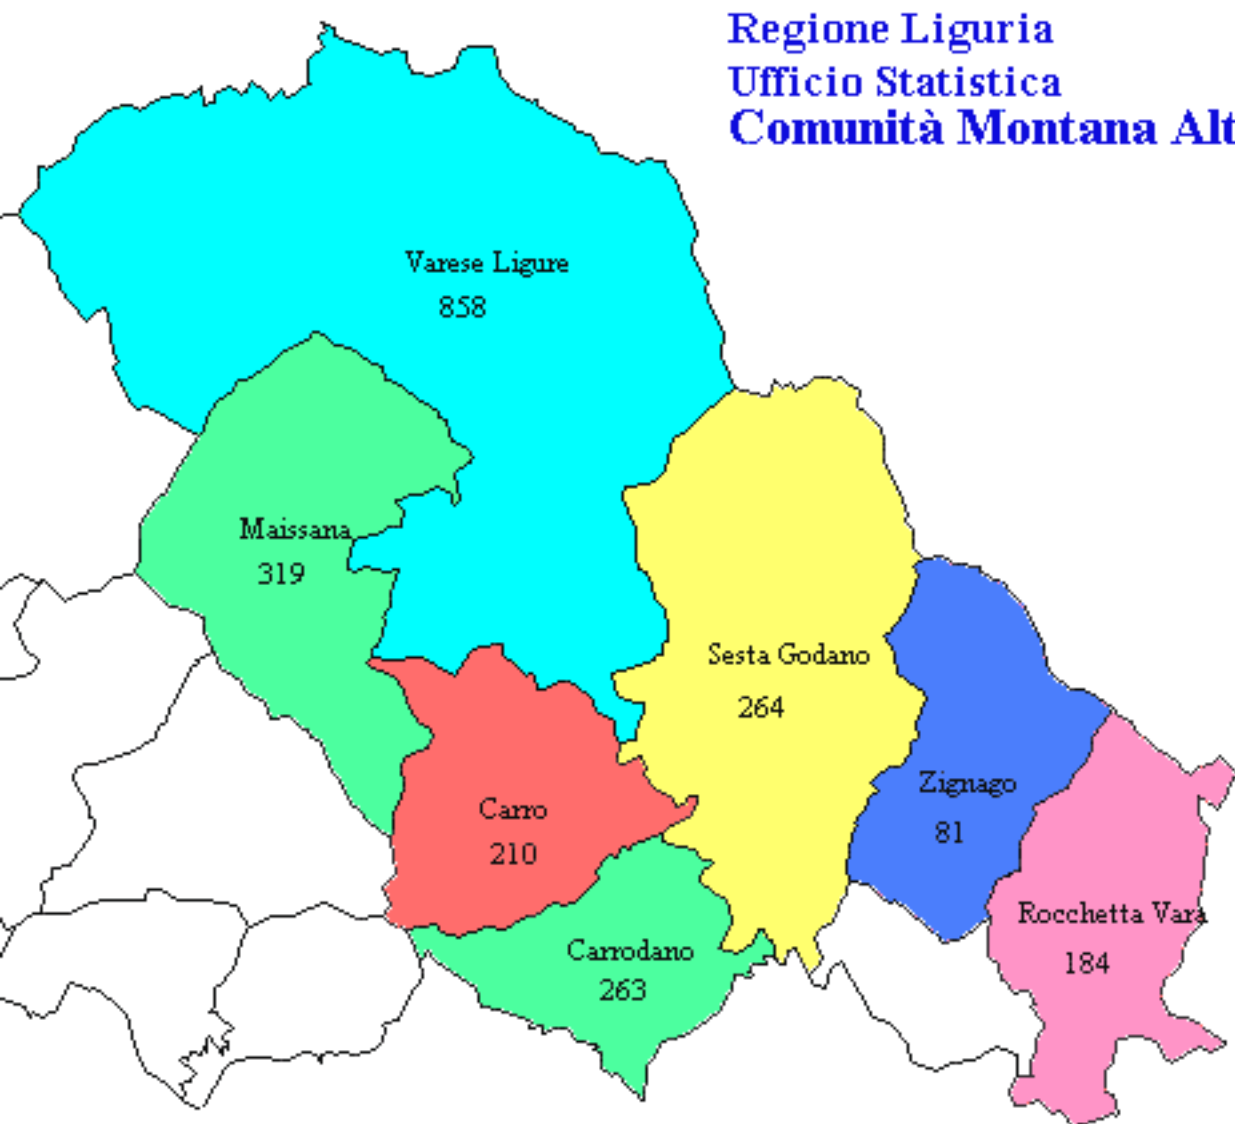 Regione Liguria
Ufficio Statistica
Comunità Montana Alt
Varese Ligure
858
Maissana
319
Sesta Godano
264
Zignago
81
Carro
210
Rocchetta Vara
184
Carrodano
263